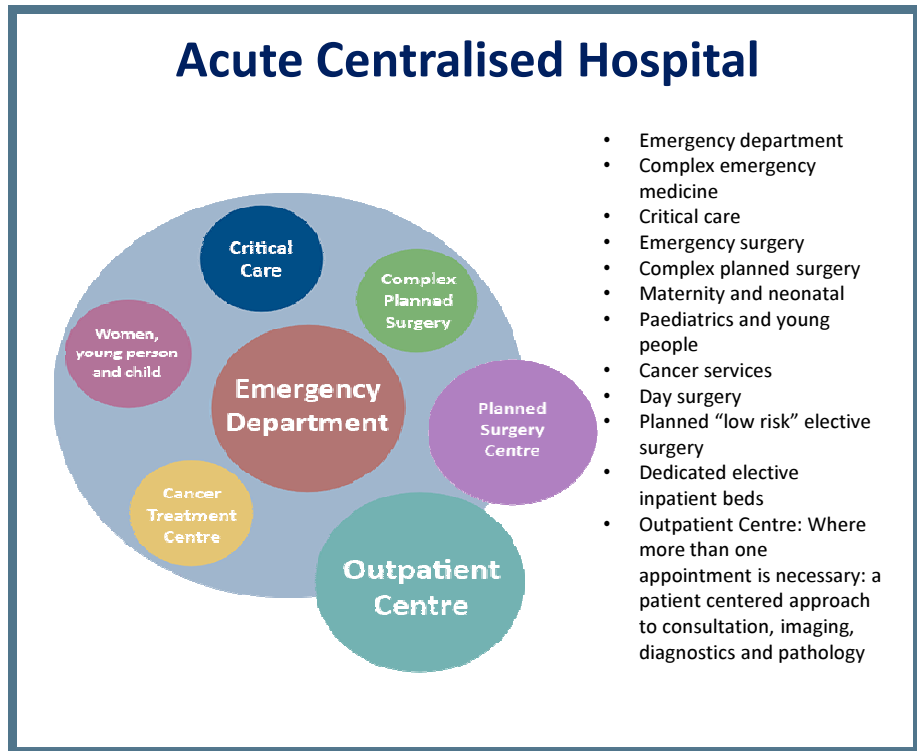 Acute Centralised Hospital
Critical
Care
Complex
Planned
Surgery
Women,
young person
and child
Emergency
Department
Planned
Surgery
Centre
Cancer
Treatment
Centre
Outpatient
Centre
• Emergency department
• Complex emergency
medicine
• Critical care
• Emergency surgery
• Complex planned surgery
• Maternity and neonatal
• Paediatrics and young
people
• Cancer services
• Day surgery
• Planned “low risk” elective
surgery
• Dedicated elective
inpatient beds
• Outpatient Centre: Where
more than one
appointment is necessary: a
patient centered approach
to consultation, imaging,
diagnostics and pathology